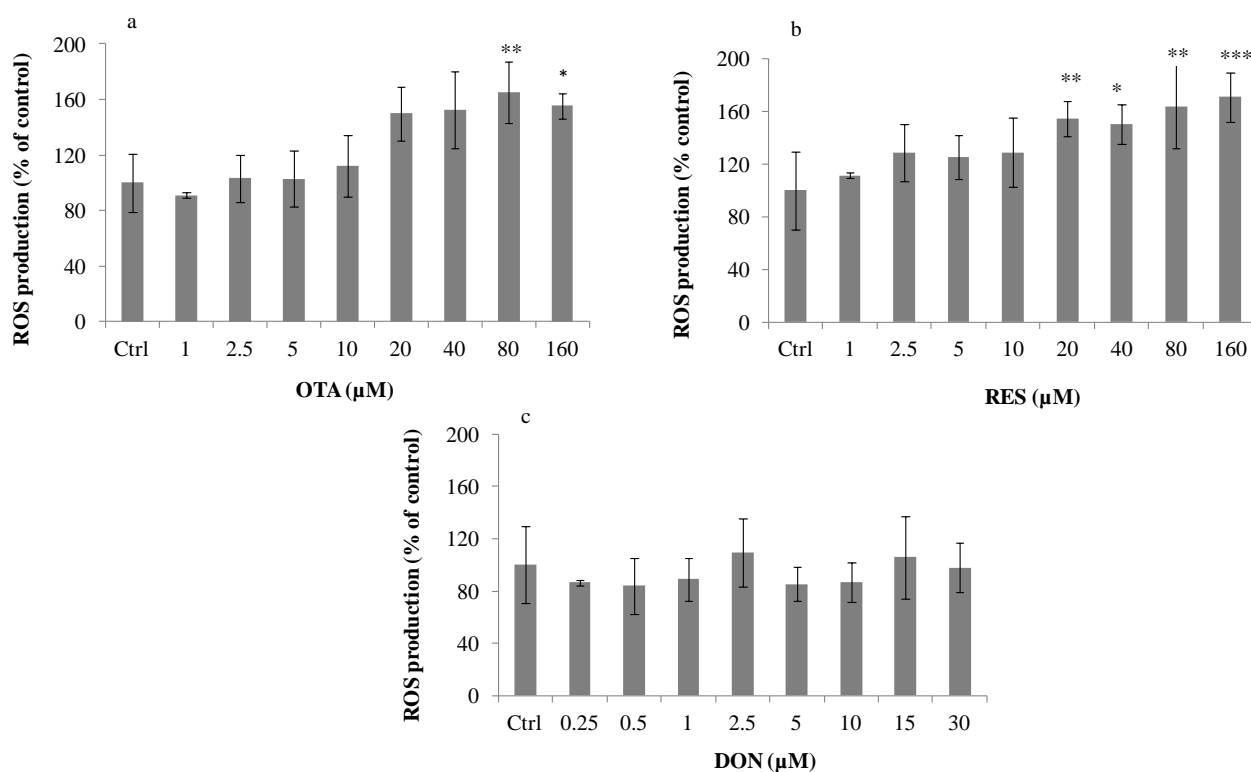 a
ROS production (% of control)
200
160
120
80
40
0
** *
Ctrl 1 2.5 5 10 20 40 80 160
OTA (µM)
b
ROS production (% control)
200
160
120
80
40
0
** * ** ***
Ctrl 1 2.5 5 10 20 40 80 160
RES (µM)
c
ROS production (% of control)
200
160
120
80
40
0
Ctrl 0.25 0.5 1 2.5 5 10 15 30
DON (µM)